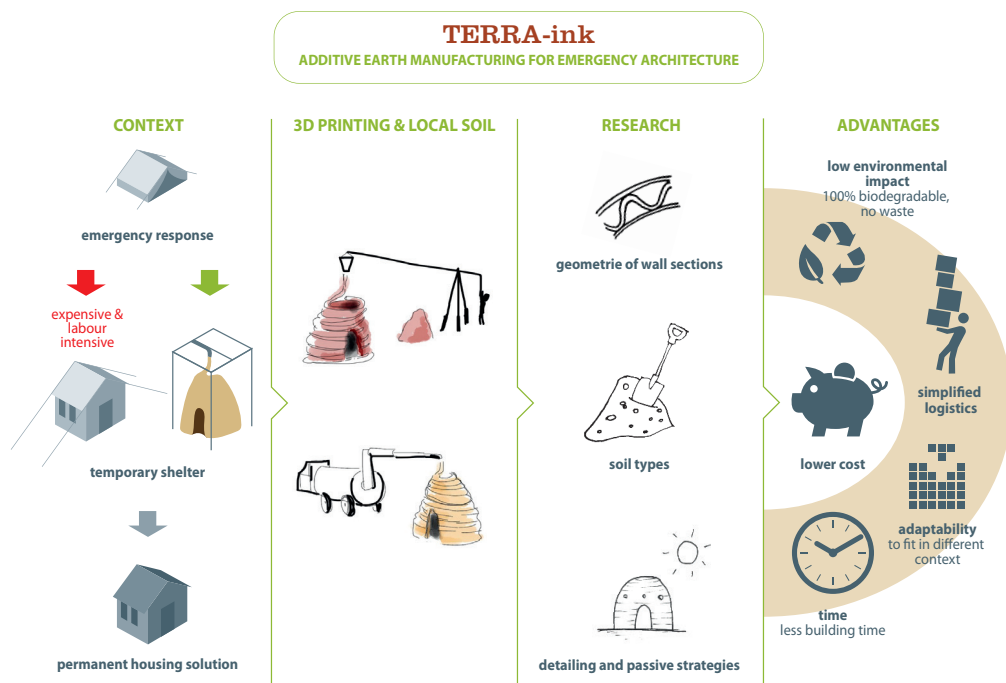 TERRA-ink
ADDITIVE EARTH MANUFACTURING FOR EMERGENCY ARCHITECTURE
CONTEXT
emergency response
expensive &
labour
intensive
temporary shelter
permanent housing solution
3D PRINTING & LOCAL SOIL
RESEARCH
geometrie of wall sections
soil types
detailing and passive strategies
ADVANTAGES
low environmental
impact
100% biodegradable,
no waste
simplified
logistics
lower cost
adaptability
to fit in different
context
time
less building time